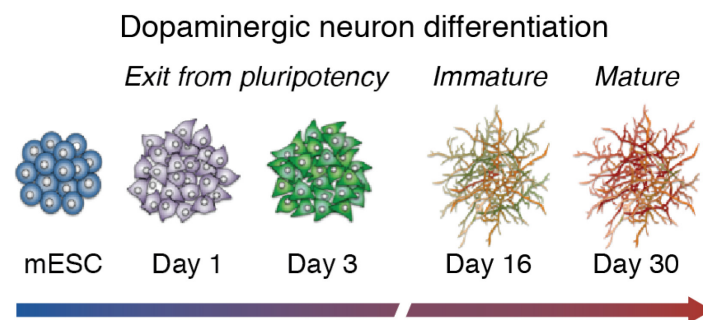 Dopaminergic neuron differentiation
Exit from pluripotency Immature Mature
mESC Day 1 Day 3 Day 16 Day 30